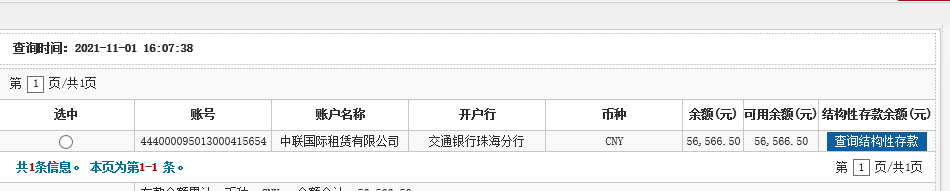 查询时间：2021-11-01 16:07:38
第 1 页/共1页
选中 账号 账户名称 开户行 币种 余额(元) 可用余额(元) 结构性存款余额(元)
444000095013000415654 中联国际租赁有限公司 交通银行珠海分行 CNY 56,566.50 56,566.50 查询结构性存款
共1条信息。 本页为第1-1 条。 第 1 页/共1页